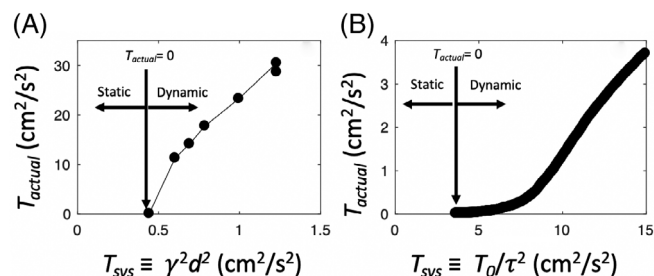 (A)
T_actual (cm²/s²)
30
20
10
0
T_actual = 0
Static
Dynamic
0
0.5
1
1.5
T_sys ≡ γ²d² (cm²/s²)
(B)
T_actual (cm²/s²)
4
3
2
1
0
T_actual = 0
Static
Dynamic
0
5
10
15
T_sys ≡ T_0/τ² (cm²/s²)